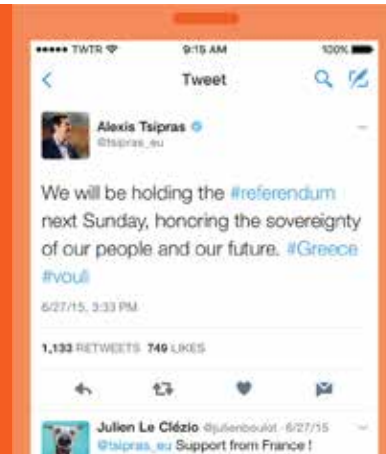 TWTR 9:15 AM 100%
Tweet
Alexis Tsipras
@tsipras_eu
We will be holding the #referendum
next Sunday, honoring the sovereignty
of our people and our future. #Greece
#vouli
6/27/15, 3:33 PM
1,133 RETWEETS 749 LIKES
Julien Le Clézio @julienboulot · 6/27/15
@tsipras_eu Support from France !